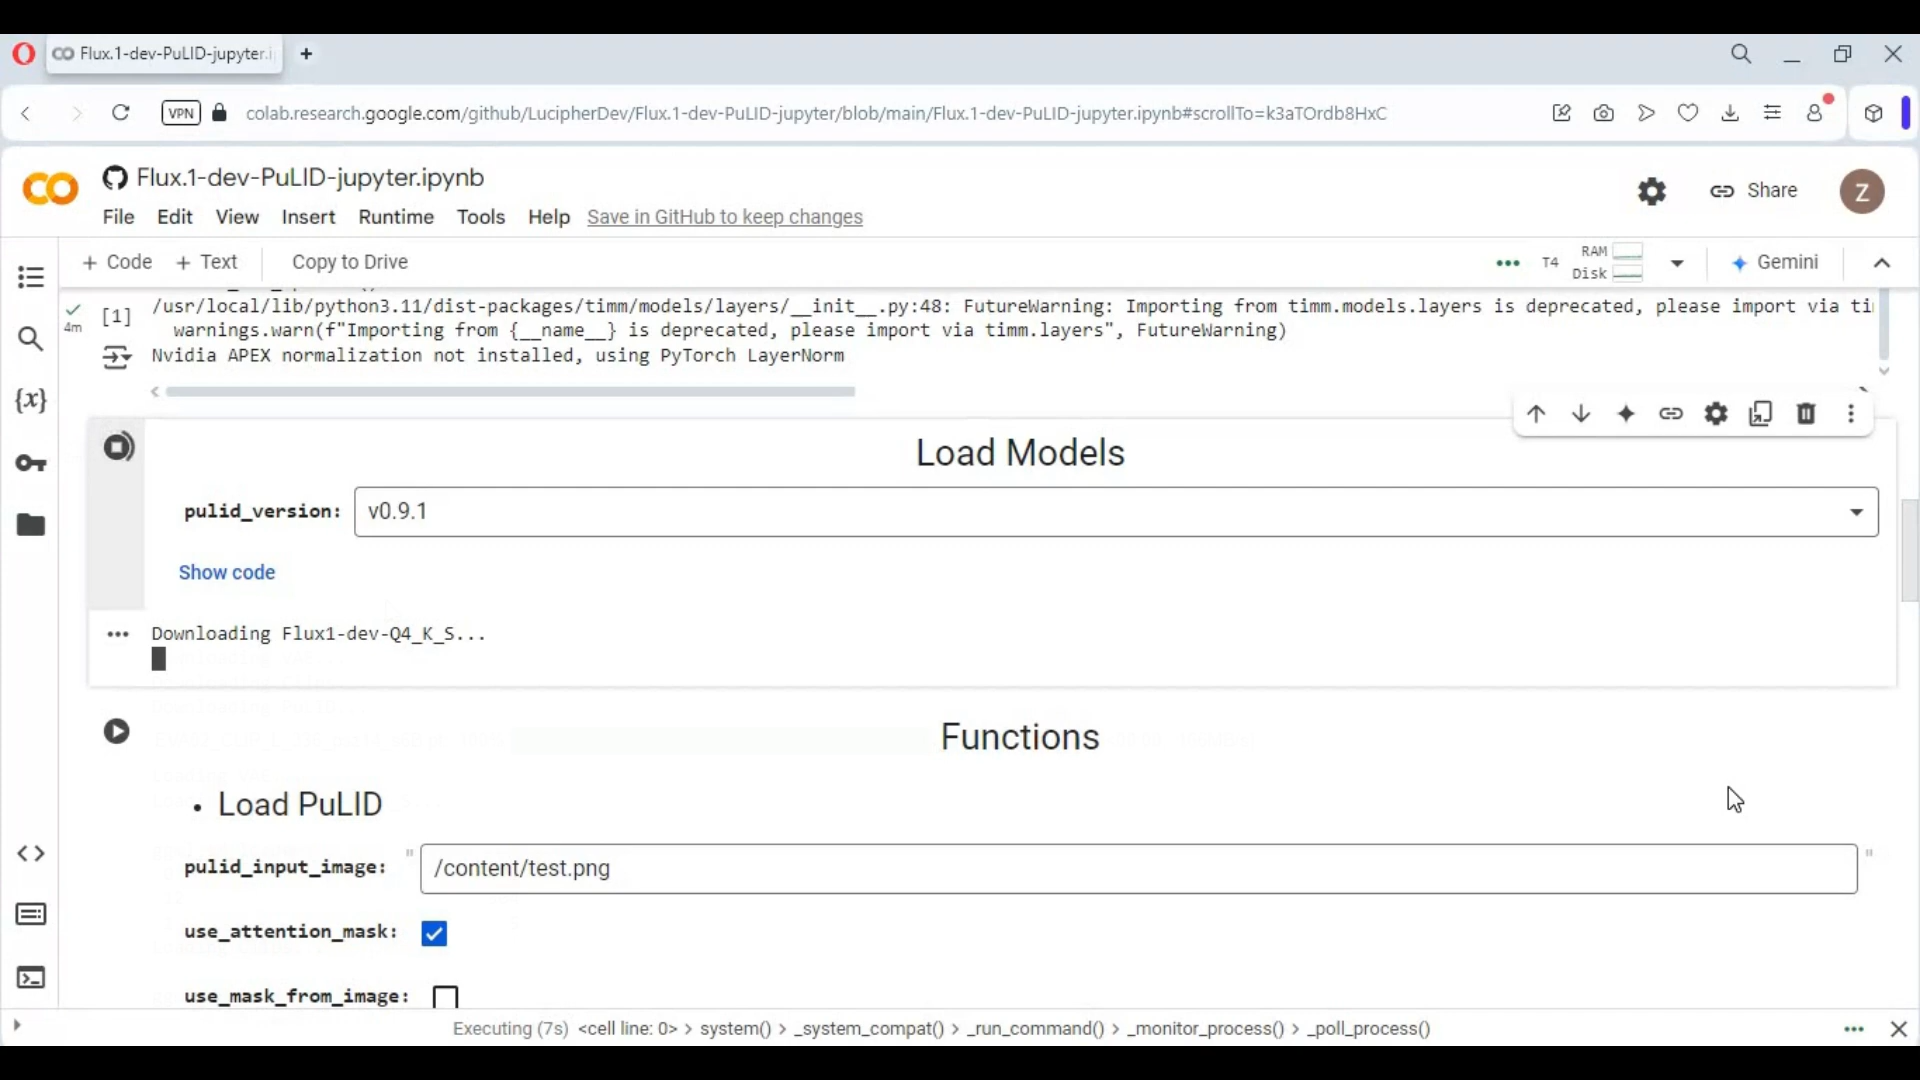 Flux.1-dev-PuLID-jupyter.i
VPN
colab.research.google.com/github/LucipherDev/Flux.1-dev-PuLID-jupyter/blob/main/Flux.1-dev-PuLID-jupyter.ipynb#scrollTo=k3aTOrdb8HxC
Flux.1-dev-PuLID-jupyter.ipynb
File Edit View Insert Runtime Tools Help Save in GitHub to keep changes
Share
Z
+ Code + Text Copy to Drive
T4
RAM
Disk
Gemini
[1]
4m
/usr/local/lib/python3.11/dist-packages/timm/models/layers/__init__.py:48: FutureWarning: Importing from timm.models.layers is deprecated, please import via
warnings.warn(f"Importing from {__name__} is deprecated, please import via timm.layers", FutureWarning)
Nvidia APEX normalization not installed, using PyTorch LayerNorm
Load Models
pulid_version: v0.9.1
Show code
Downloading Flux1-dev-Q4_K_S...
Functions
• Load PuLID
pulid_input_image: "/content/test.png"
use_attention_mask:
use_mask_from_image:
Executing (7s) <cell line: 0> > system() > _system_compat() > _run_command() > _monitor_process() > _poll_process()